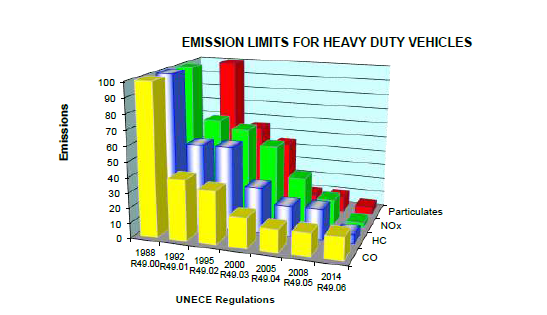 EMISSION LIMITS FOR HEAVY DUTY VEHICLES
Emissions
100
90
80
70
60
50
40
30
20
10
0
1988 R49.00
1992 R49.01
1995 R49.02
2000 R49.03
2005 R49.04
2008 R49.05
2014 R49.06
Particulates
NOx
HC
CO
UNECE Regulations